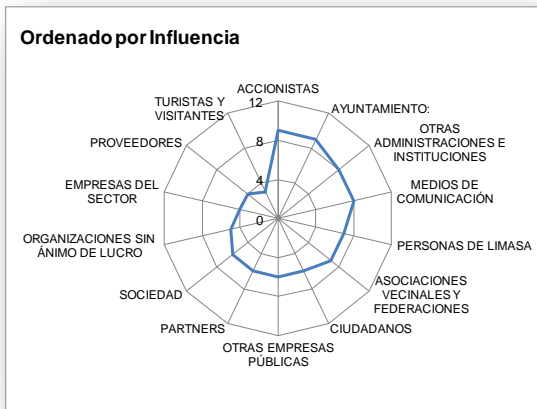 Ordenado por Influencia
ACCIONISTAS
AYUNTAMIENTO:
OTRAS
ADMINISTRACIONES E
INSTITUCIONES
MEDIOS DE
COMUNICACIÓN
PERSONAS DE LIMASA
ASOCIACIONES
VECINALES Y
FEDERACIONES
CIUDADANOS
OTRAS EMPRESAS
PÚBLICAS
PARTNERS
SOCIEDAD
ORGANIZACIONES SIN
ÁNIMO DE LUCRO
EMPRESAS DEL
SECTOR
PROVEEDORES
TURISTAS Y
VISITANTES
12
8
4
0